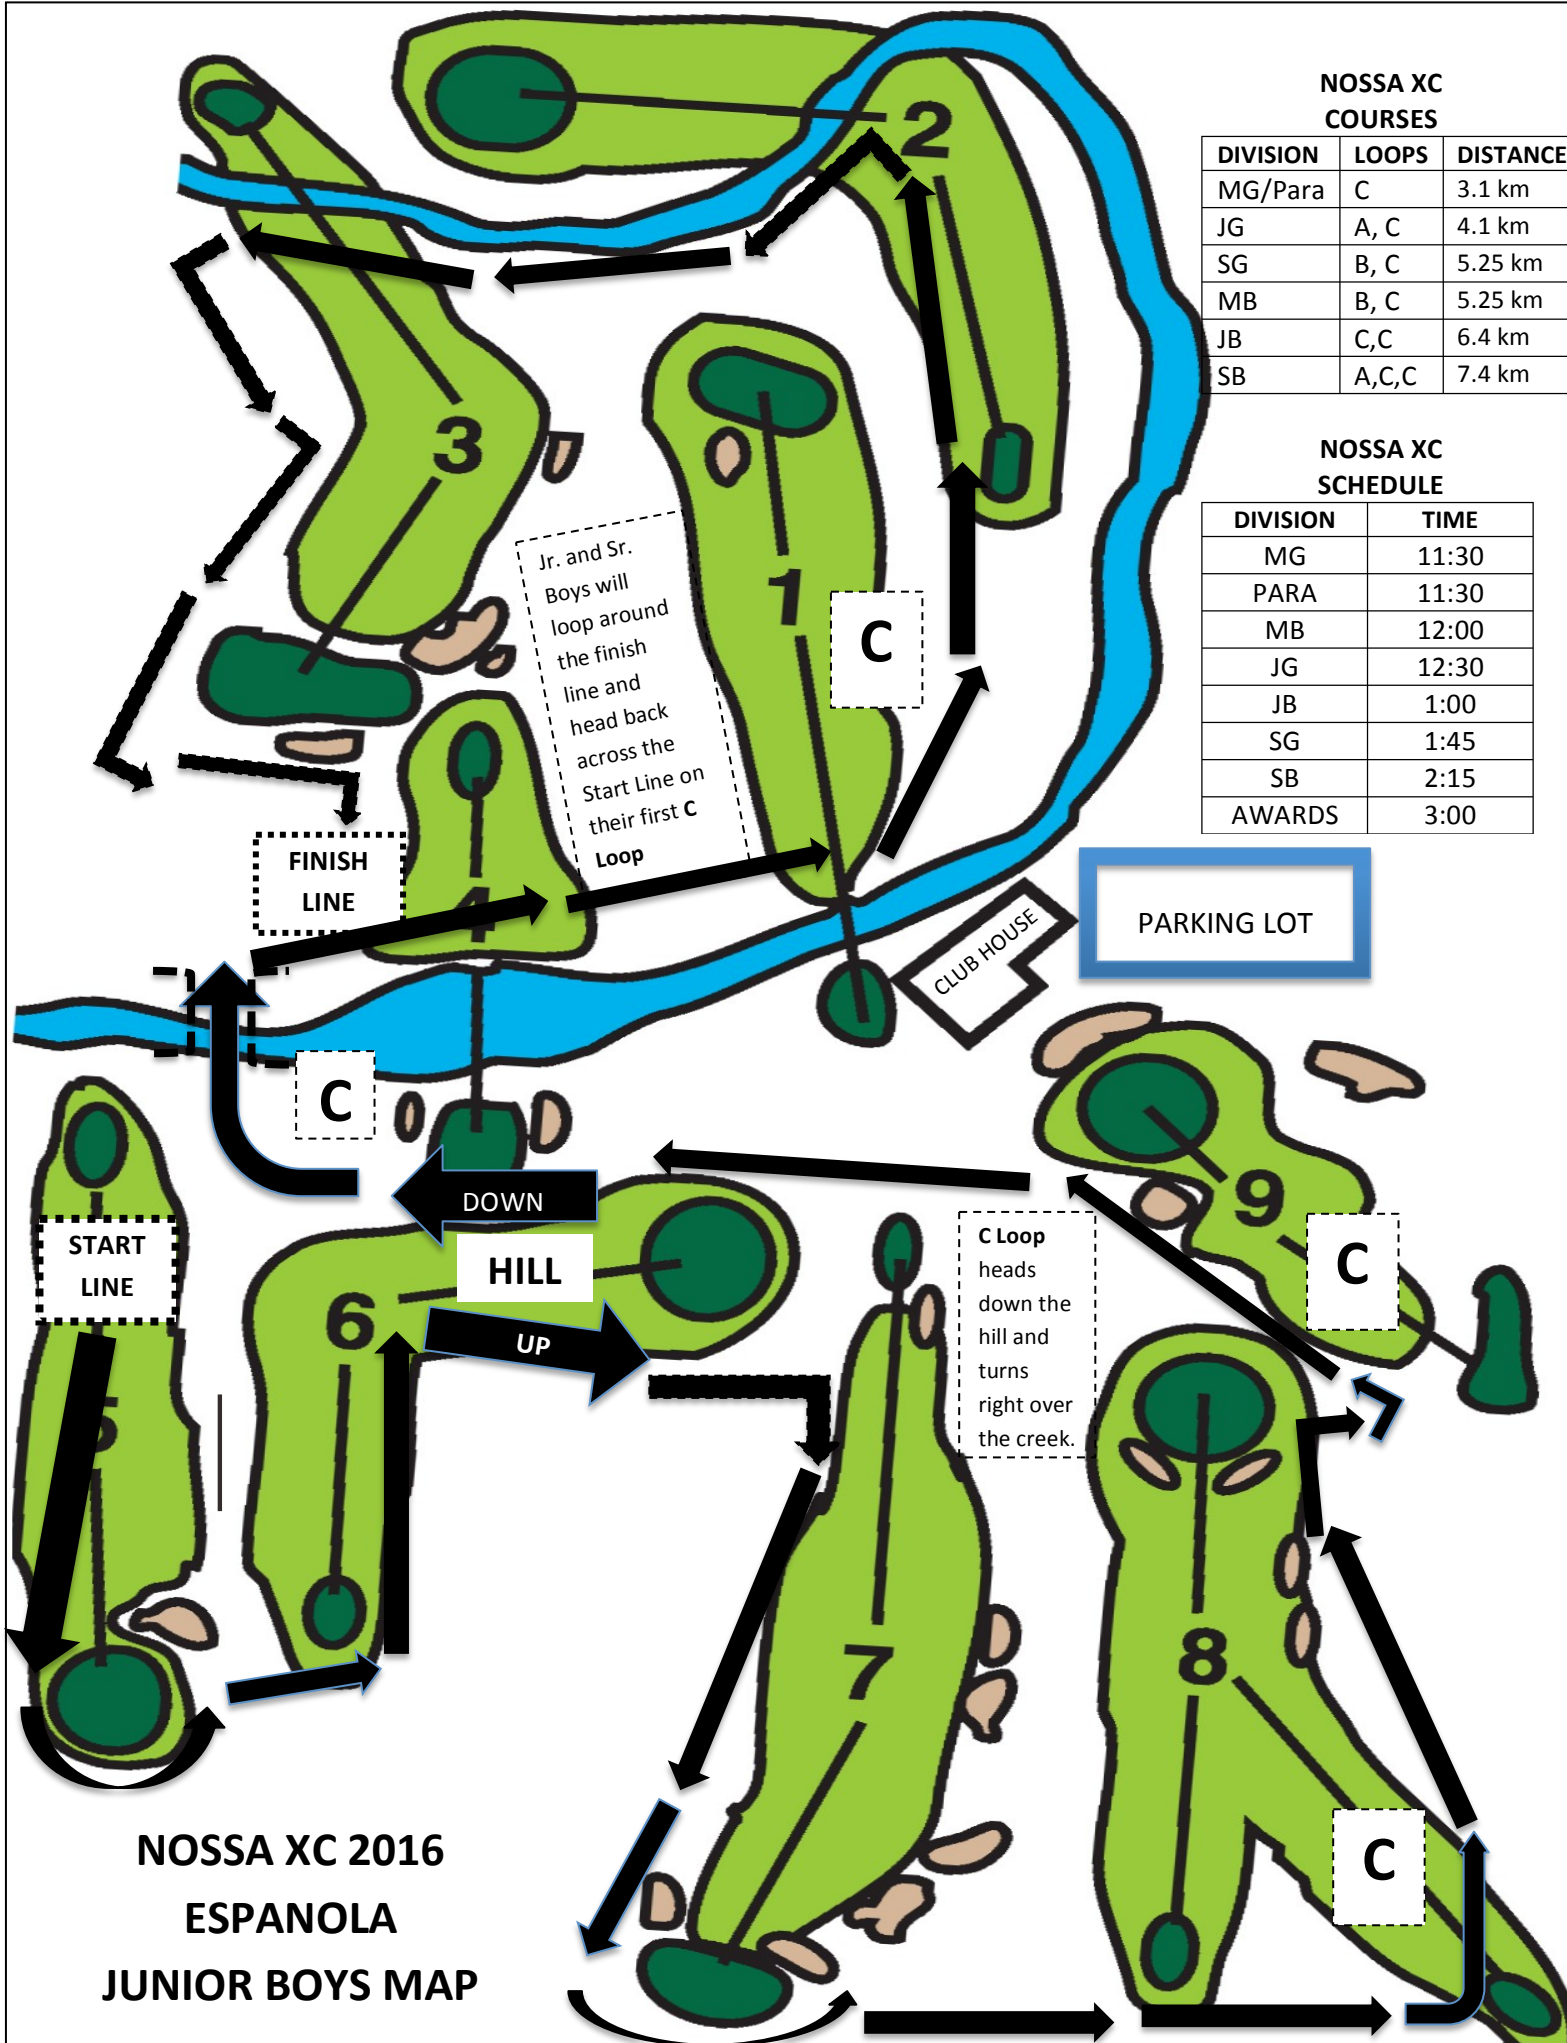 NOSSA XC
COURSES
DIVISION LOOPS DISTANCE
MG/Para C 3.1 km
JG A, C 4.1 km
SG B, C 5.25 km
MB B, C 5.25 km
JB C,C 6.4 km
SB A,C,C 7.4 km
NOSSA XC
SCHEDULE
DIVISION TIME
MG 11:30
PARA 11:30
MB 12:00
JG 12:30
JB 1:00
SG 1:45
SB 2:15
AWARDS 3:00
2
3
1
C
Jr. and Sr.
Boys will
loop around
the finish
line and
head back
across the
Start Line on
their first C
Loop
FINISH
LINE
4
CLUB HOUSE
PARKING LOT
C
DOWN
HILL
UP
START
LINE
5
6
C Loop
heads
down the
hill and
turns
right over
the creek.
9
C
7
8
C
NOSSA XC 2016
ESPANOLA
JUNIOR BOYS MAP